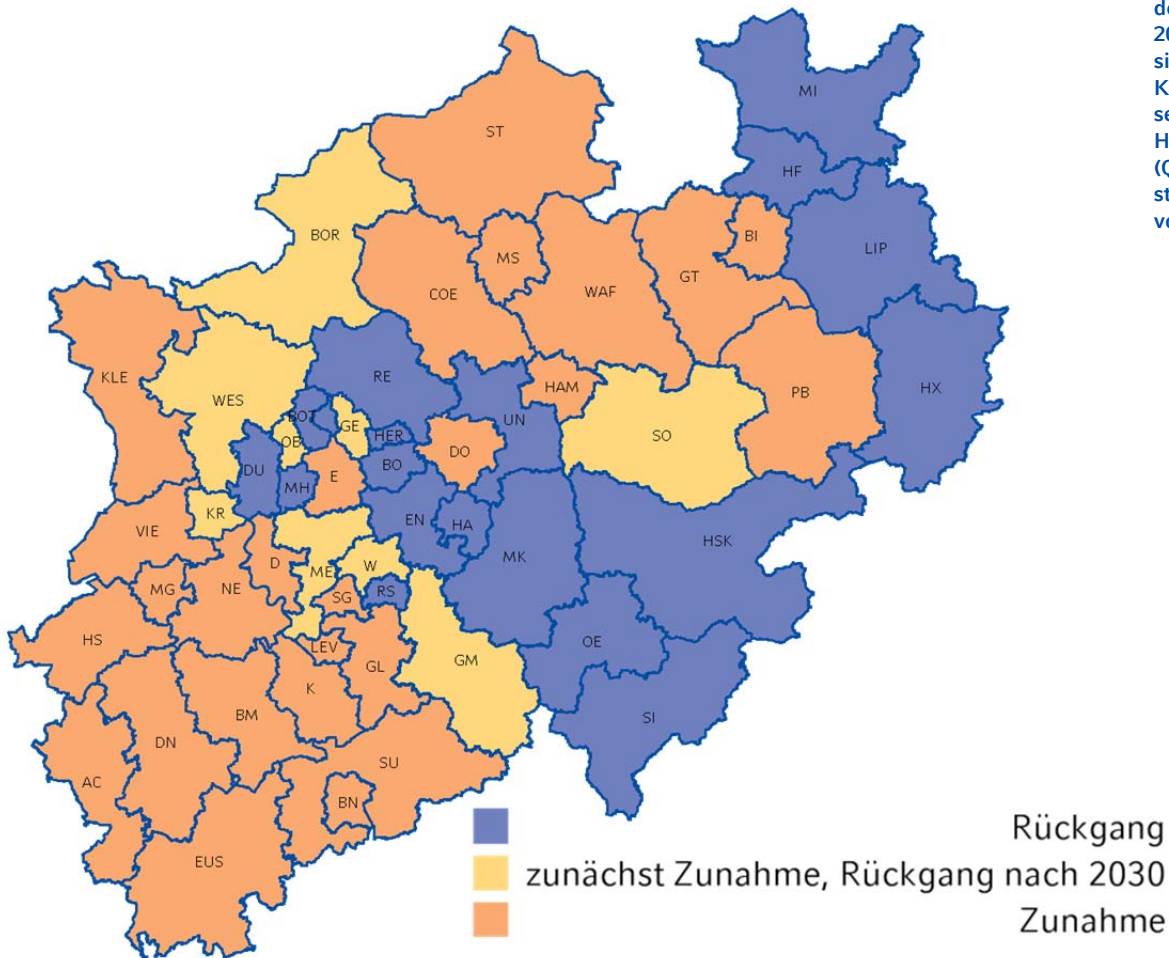 de
20
si
K
se
H
(Q
st
ve
MI
ST
HF
BOR
BI
LIP
MS
GT
COE
WAF
KLE
RE
HAM
HX
WES
PB
BOT
UN
GE
HER
SO
OB
DO
BO
DU
E
MH
KR
EN
HA
VIE
HSK
MK
D
W
ME
MG
NE
RS
SG
HS
OE
LEV
GL
GM
K
BM
SI
DN
SU
AC
BN
EUS
Rückgang
zunächst Zunahme, Rückgang nach 2030
Zunahme